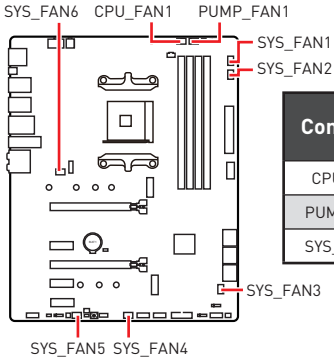 SYS_FAN6 CPU_FAN1 PUMP_FAN1
SYS_FAN1
SYS_FAN2
Con
CPU
PUM
SYS_
SYS_FAN3
SYS_FAN5 SYS_FAN4